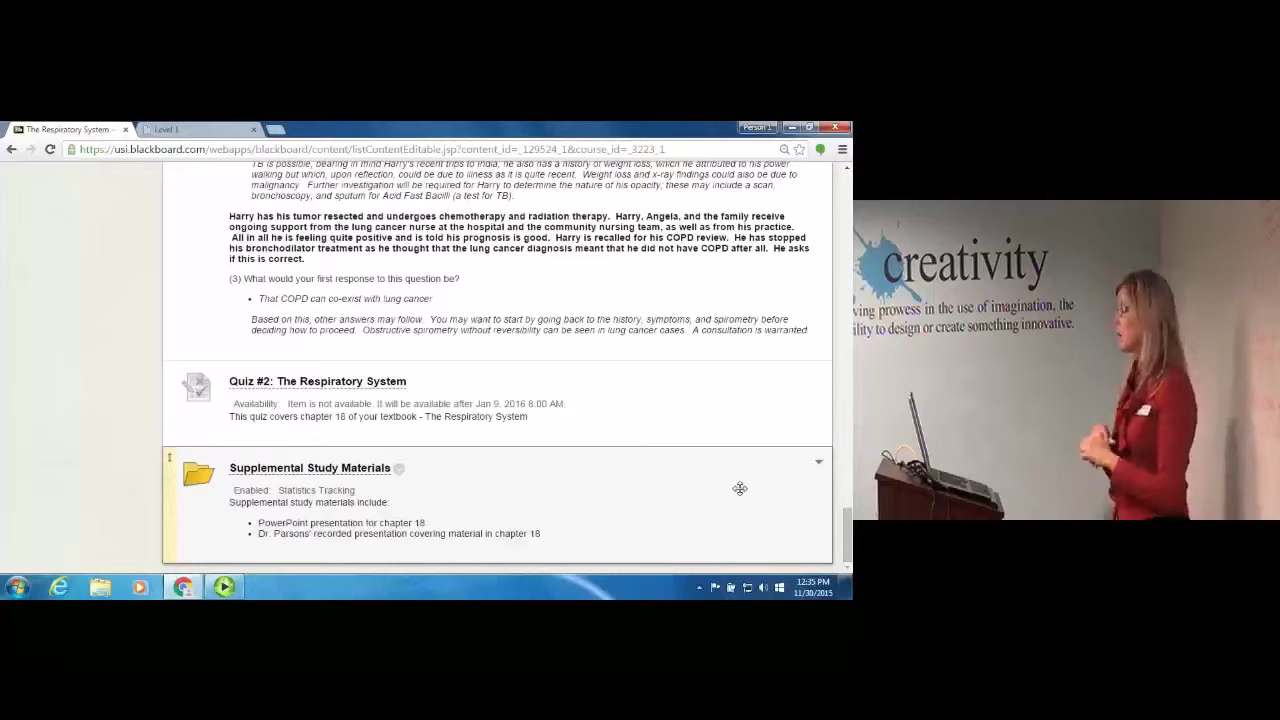 The Respiratory System –
Level 1
Person 1
https://usi.blackboard.com/webapps/blackboard/content/listContentEditable.jsp?content_id=_129524_1&course_id=_3223_1
TB is possible, bearing in mind Harry's recent trips to India, he also has a history of weight loss, which he attributed to his power
walking but which, upon reflection, could be due to illness as it is quite recent. Weight loss and x-ray findings could also be due to
malignancy Further investigation will be required for Harry to determine the nature of his opacity, these may include a scan,
bronchoscopy, and sputum for Acid Fast Bacilli (a test for TB).
Harry has his tumor resected and undergoes chemotherapy and radiation therapy. Harry, Angela, and the family receive
ongoing support from the lung cancer nurse at the hospital and the community nursing team, as well as from his practice.
All in all he is feeling quite positive and is told his prognosis is good. Harry is recalled for his COPD review. He has stopped
his bronchodilator treatment as he thought that the lung cancer diagnosis meant that he did not have COPD after all. He asks
if this is correct.
(3) What would your first response to this question be?
• That COPD can co-exist with lung cancer
Based on this, other answers may follow. You may want to start by going back to the history, symptoms, and spirometry before
deciding how to proceed. Obstructive spirometry without reversibility can be seen in lung cancer cases. A consultation is warranted.
Quiz #2: The Respiratory System
Availability: Item is not available. It will be available after Jan 9, 2016 8:00 AM.
This quiz covers chapter 18 of your textbook - The Respiratory System
Supplemental Study Materials
Enabled: Statistics Tracking
Supplemental study materials include:
• PowerPoint presentation for chapter 18
• Dr. Parsons' recorded presentation covering material in chapter 18
12:35 PM
11/30/2015
creativity
ving prowess in the use of imagination, the
ility to design or create something innovative.